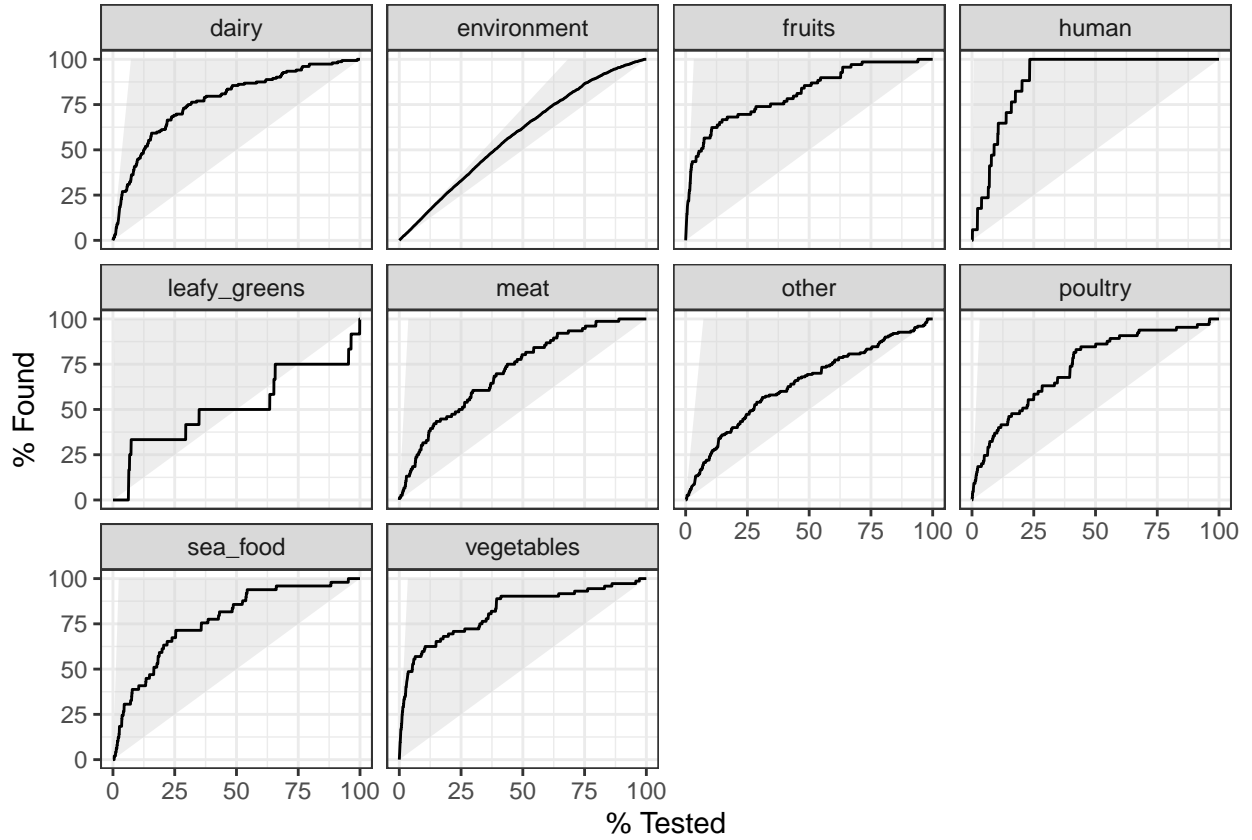 dairy environment fruits human
100
75
50
25
0
leafy_greens meat other poultry
100
75
50
25
0
0 25 50 75 100 0 25 50 75 100
sea_food vegetables
100
75
50
25
0
0 25 50 75 100 0 25 50 75 100
% Tested
% Found